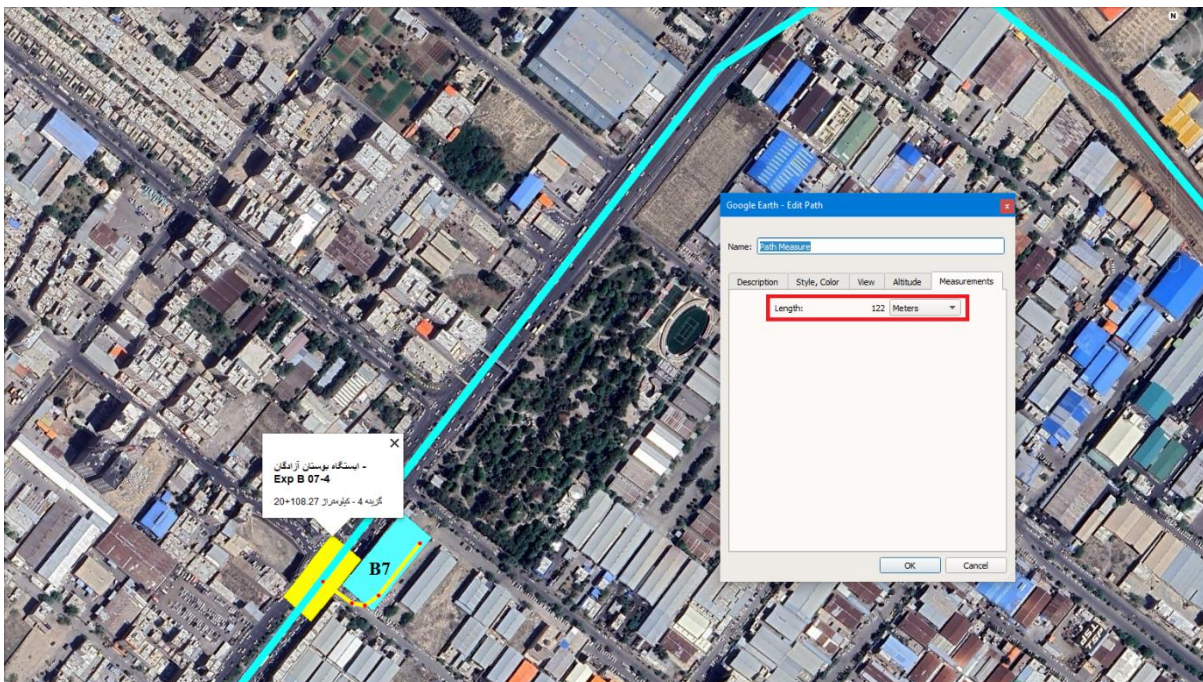 N
Google Earth - Edit Path
x
Name: Path Measure
Description Style, Color View Altitude Measurements
Length: 122 Meters
OK Cancel
ایستگاه بوستان آزادگان -
Exp B 07-4
گزینه 4 - کیلومتراژ 20+108.27
B7